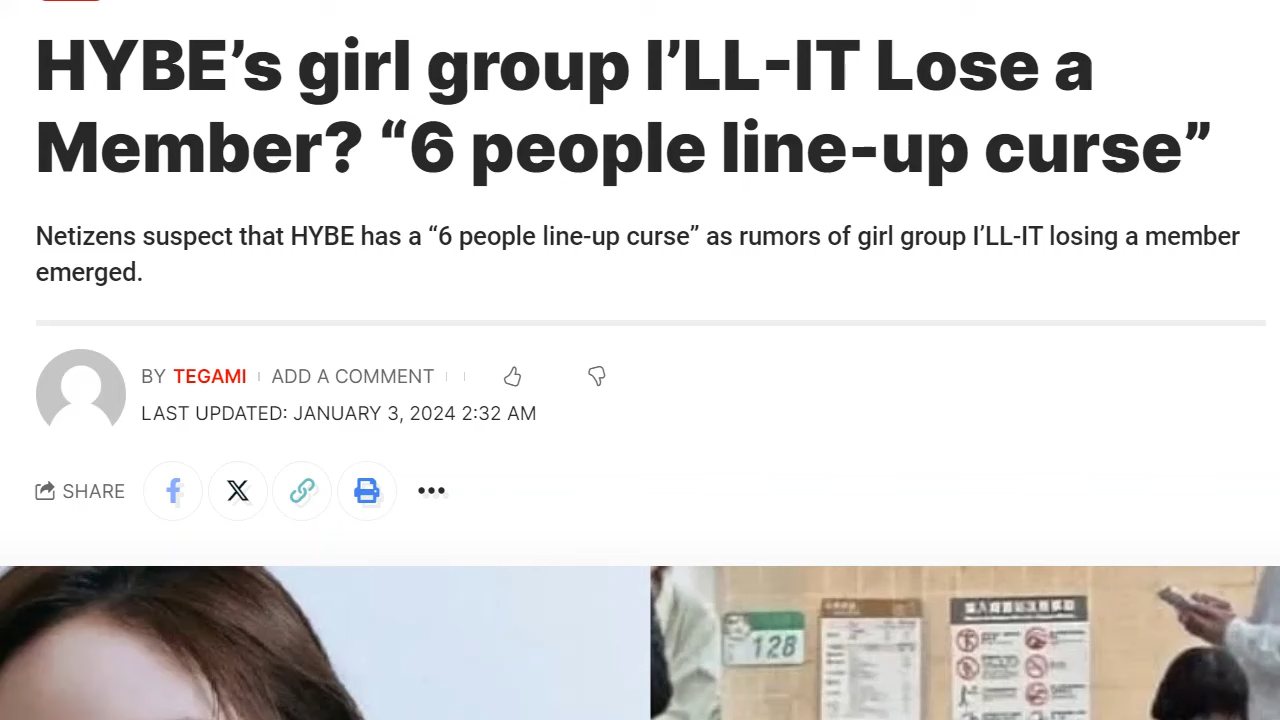 HYBE’s girl group I’LL-IT Lose a
Member? “6 people line-up curse”
Netizens suspect that HYBE has a “6 people line-up curse” as rumors of girl group I’LL-IT losing a member
emerged.
BY TEGAMI ADD A COMMENT
LAST UPDATED: JANUARY 3, 2024 2:32 AM
SHARE
128